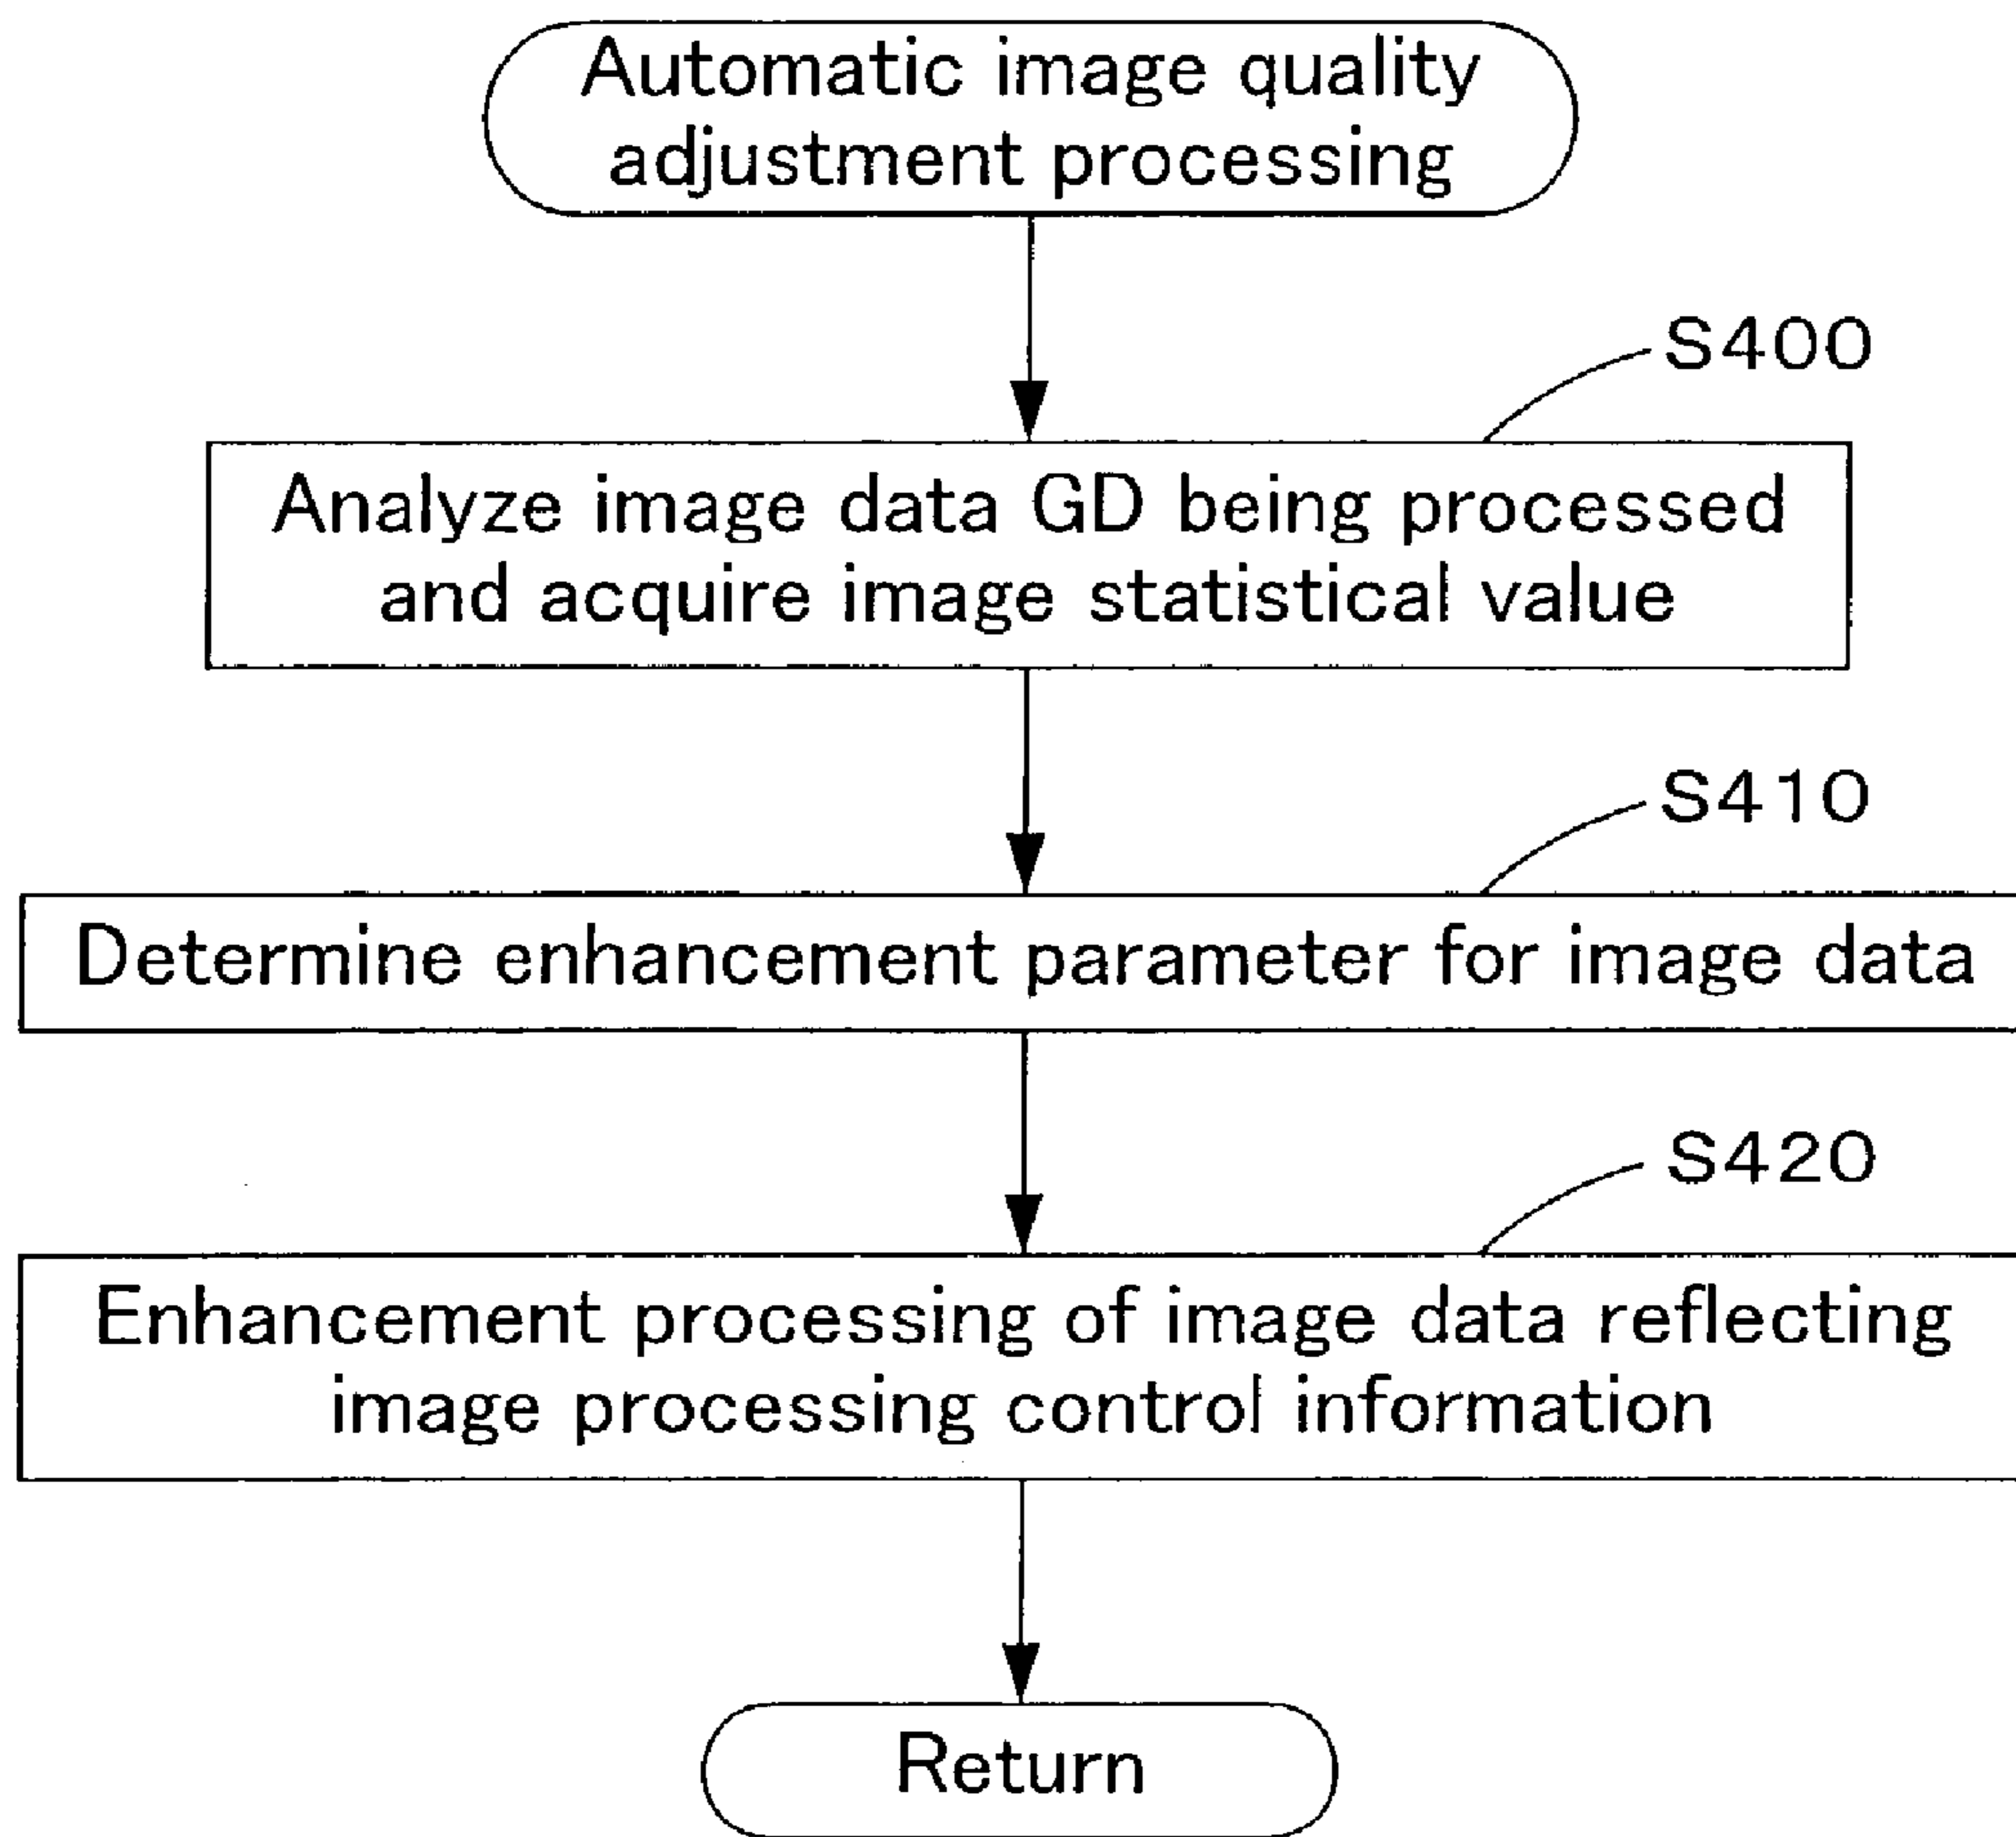 Automatic image quality
adjustment processing
S400
Analyze image data GD being processed
and acquire image statistical value
S410
Determine enhancement parameter for image data
S420
Enhancement processing of image data reflecting
image processing control information
Return